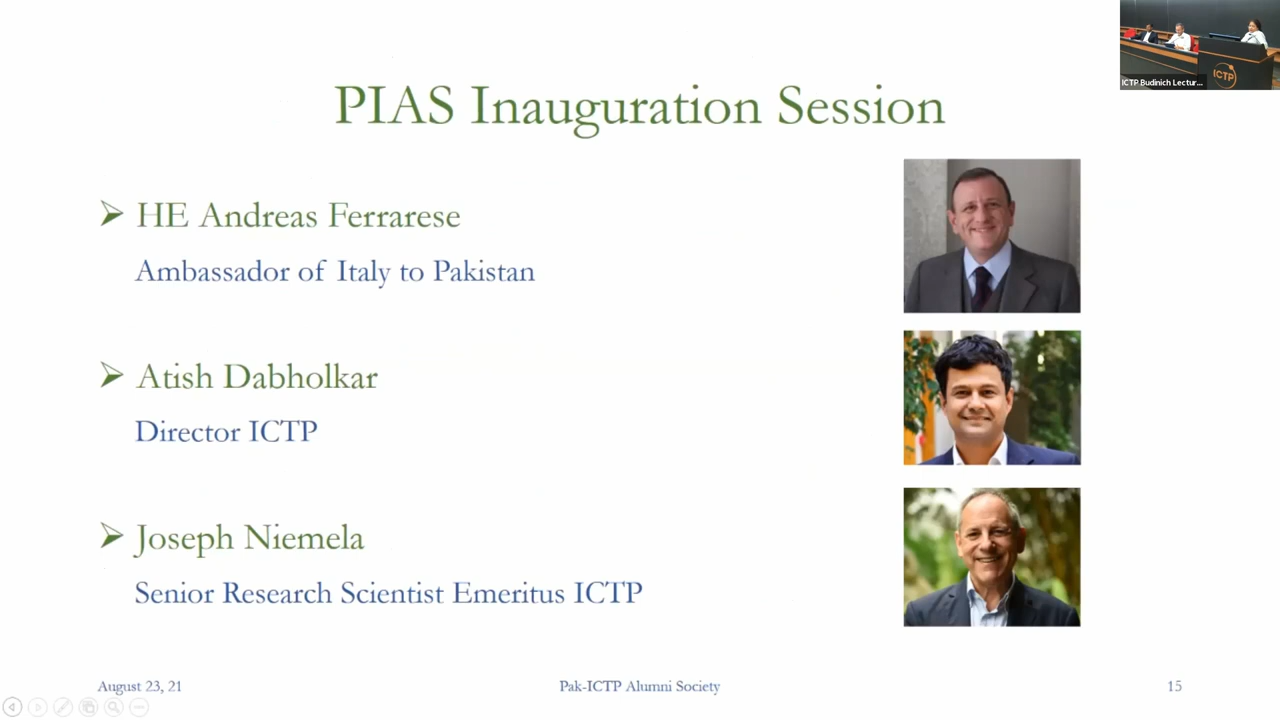 PIAS Inauguration Session
➢ HE Andreas Ferrarese
Ambassador of Italy to Pakistan
➢ Atish Dabholkar
Director ICTP
➢ Joseph Niemela
Senior Research Scientist Emeritus ICTP
August 23, 21
Pak-ICTP Alumni Society
15
ICTP
ICTP Budinich Lectur...